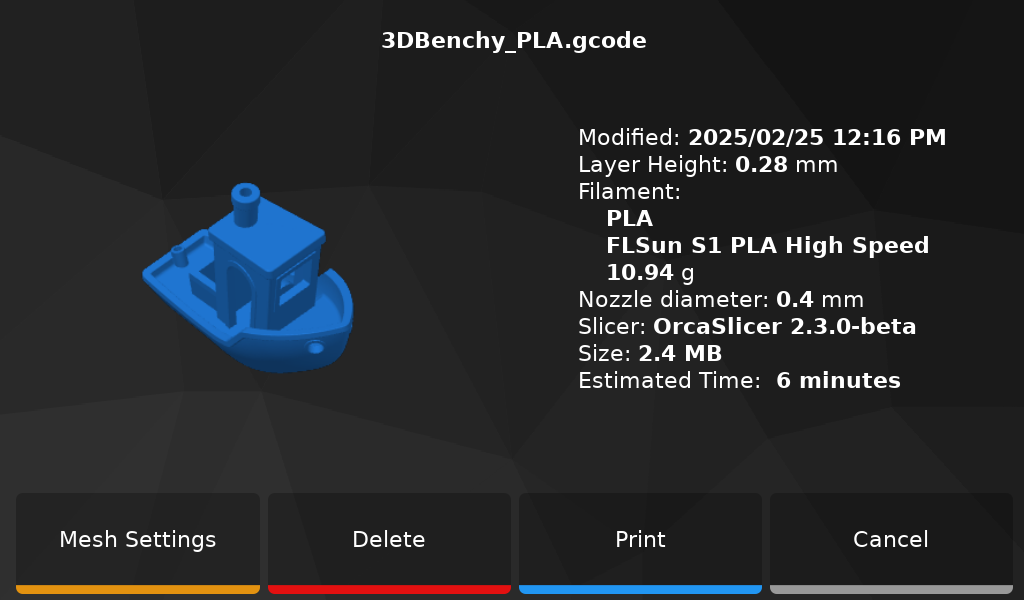 3DBenchy_PLA.gcode
Modified: 2025/02/25 12:16 PM
Layer Height: 0.28 mm
Filament:
PLA
FLSun S1 PLA High Speed
10.94 g
Nozzle diameter: 0.4 mm
Slicer: OrcaSlicer 2.3.0-beta
Size: 2.4 MB
Estimated Time: 6 minutes
Mesh Settings
Delete
Print
Cancel